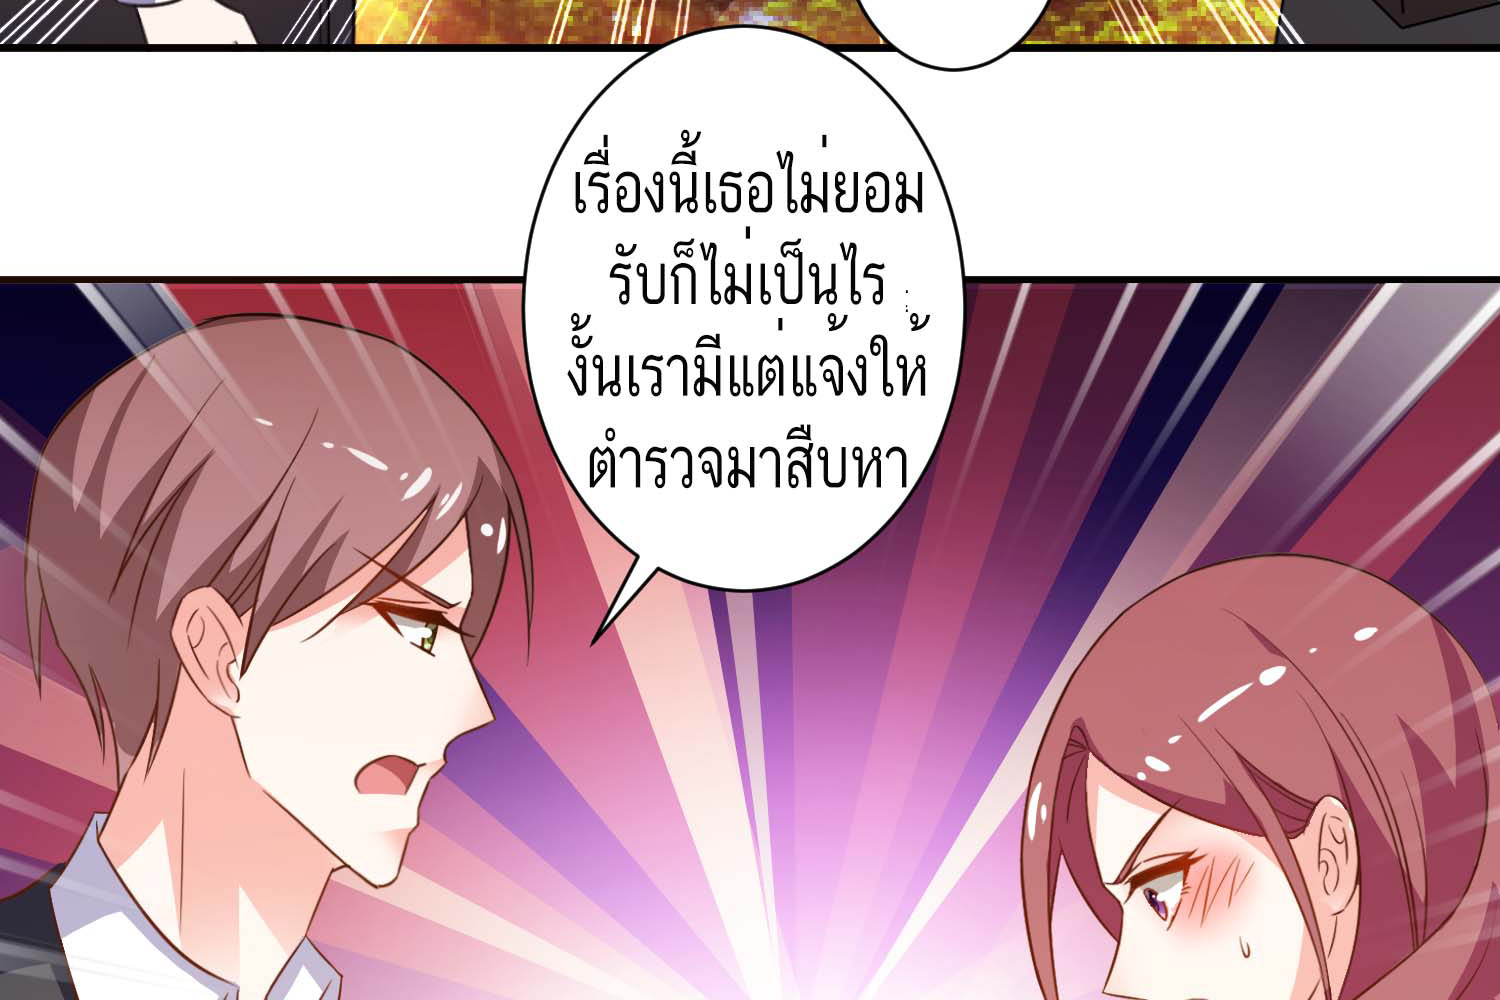 เรื่องนี้เธอไม่ยอม
รับก็ไม่เป็นไร
งั้นเรามีแต่แจ้งให้
ตำรวจมาสืบหา